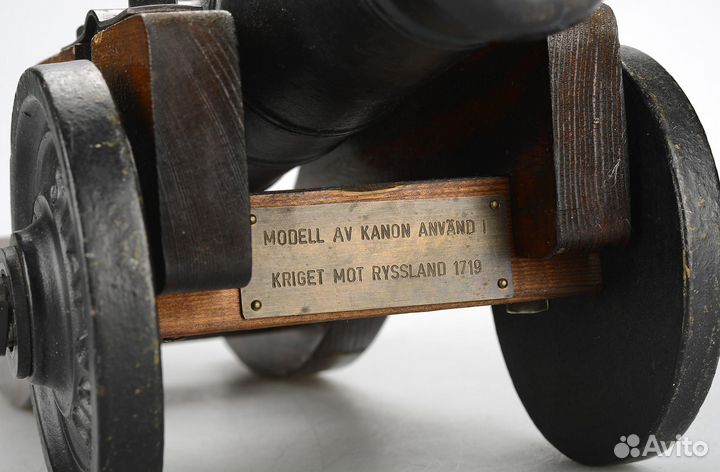 MODELL AV KANON ANVÄND I
KRIGET MOT RYSSLAND 1719
Avito